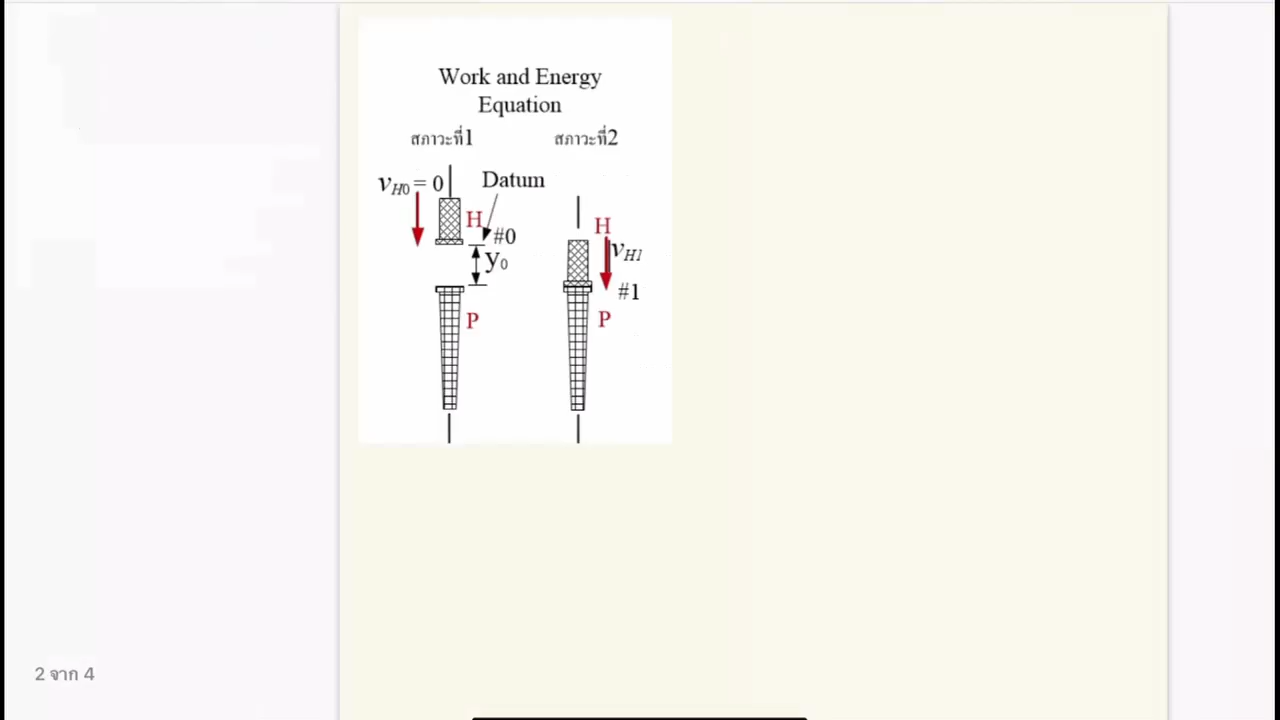 Work and Energy
Equation
สภาวะที่1 สภาวะที่2
vH0 = 0 Datum
H
#0
y0
P
H
vH1
#1
P
2 จาก 4